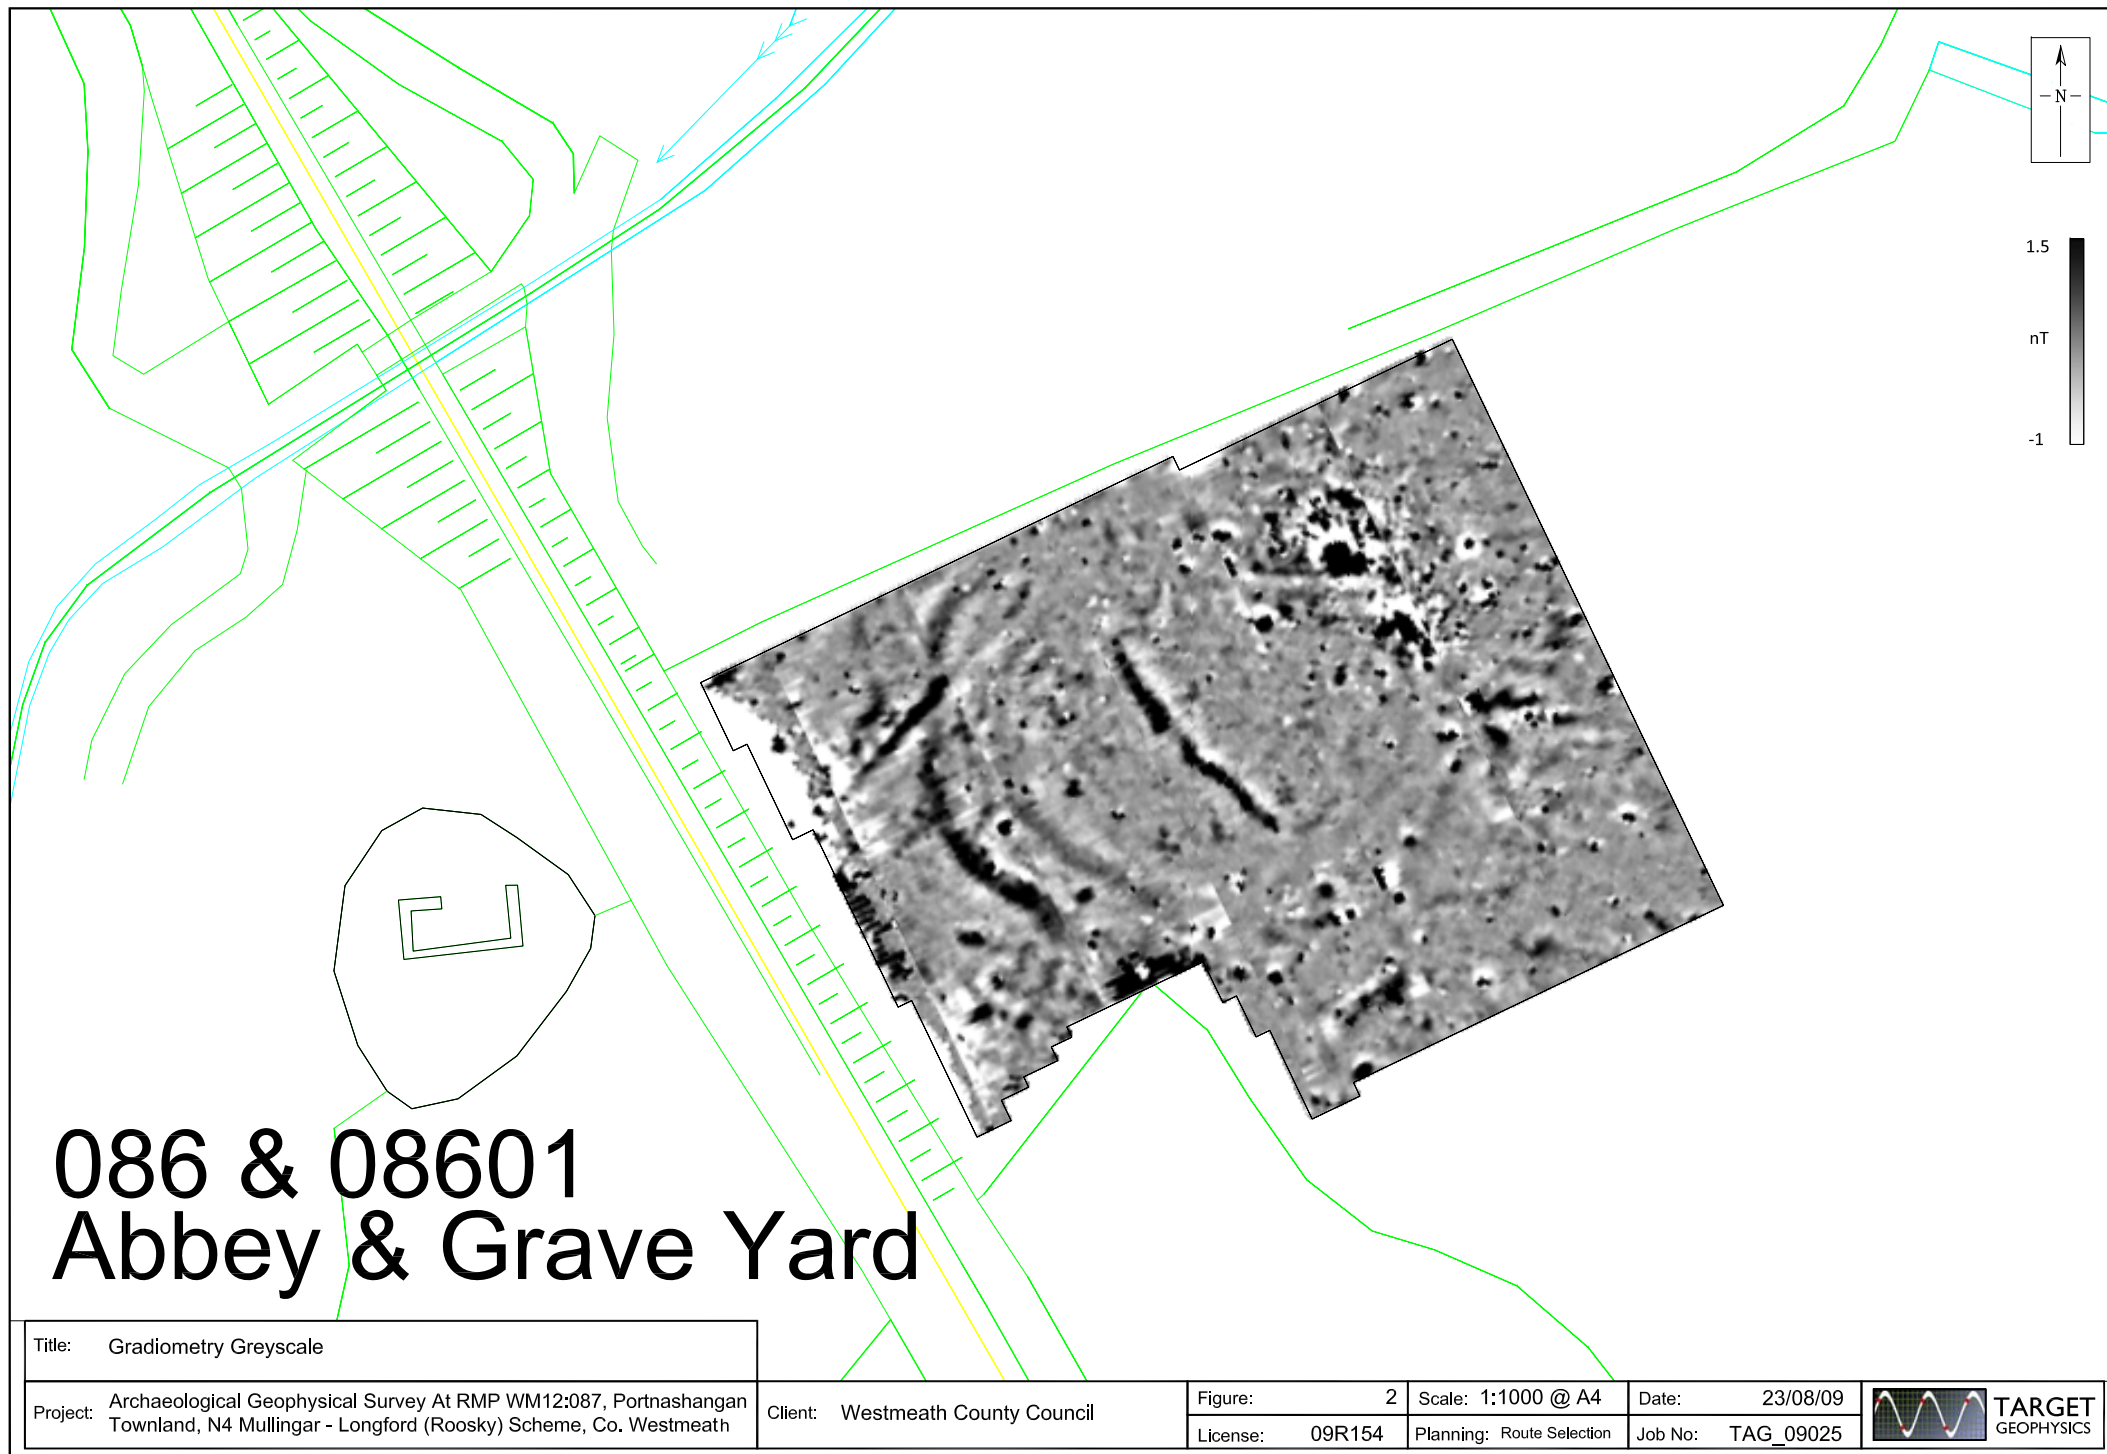 N
1.5
nT
-1
086 & 08601
Abbey & Grave Yard
Title: Gradiometry Greyscale
Project: Archaeological Geophysical Survey At RMP WM12:087, Portnashangan
Townland, N4 Mullingar - Longford (Roosky) Scheme, Co. Westmeath
Client: Westmeath County Council
Figure: 2
License: 09R154
Scale: 1:1000 @ A4
Planning: Route Selection
Date: 23/08/09
Job No: TAG_09025
TARGET
GEOPHYSICS